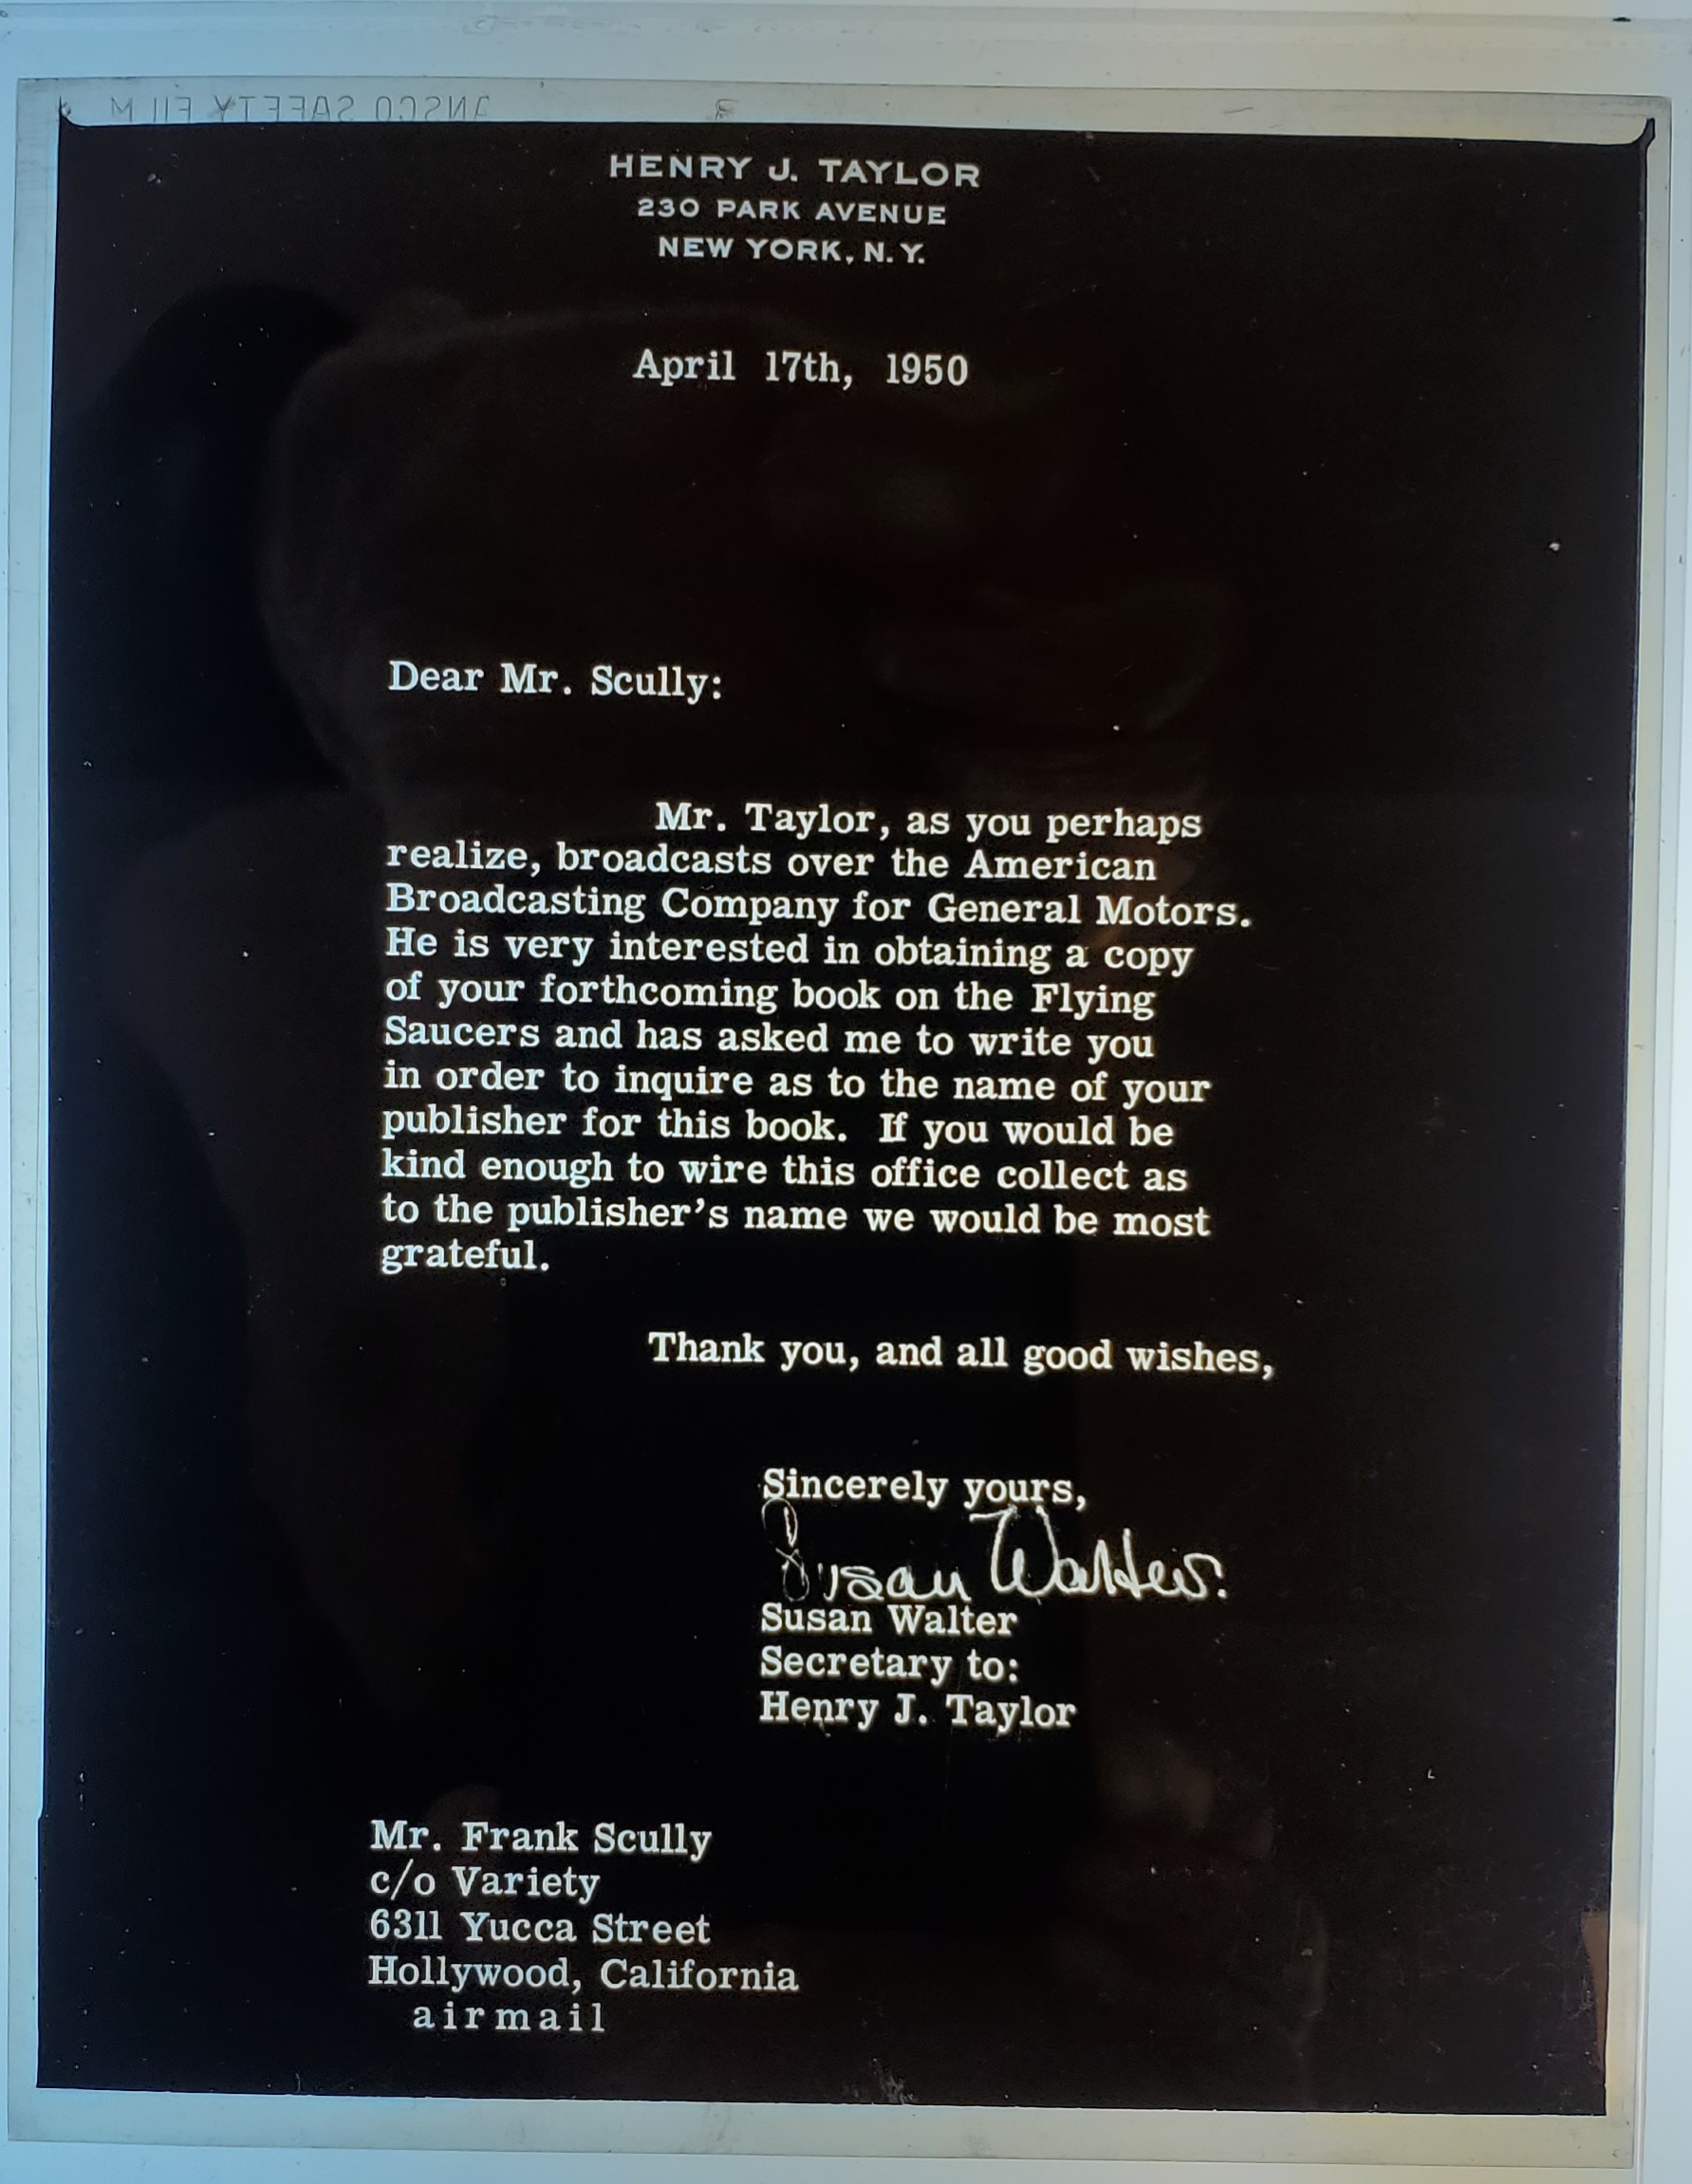 ANSCO SAFETY FILM
HENRY J. TAYLOR
230 PARK AVENUE
NEW YORK, N. Y.
April 17th, 1950
Dear Mr. Scully:
Mr. Taylor, as you perhaps
realize, broadcasts over the American
Broadcasting Company for General Motors.
He is very interested in obtaining a copy
of your forthcoming book on the Flying
Saucers and has asked me to write you
in order to inquire as to the name of your
publisher for this book. If you would be
kind enough to wire this office collect as
to the publisher's name we would be most
grateful.
Thank you, and all good wishes,
Sincerely yours,
Susan Walter.
Susan Walter
Secretary to:
Henry J. Taylor
Mr. Frank Scully
c/o Variety
6311 Yucca Street
Hollywood, California
airmail